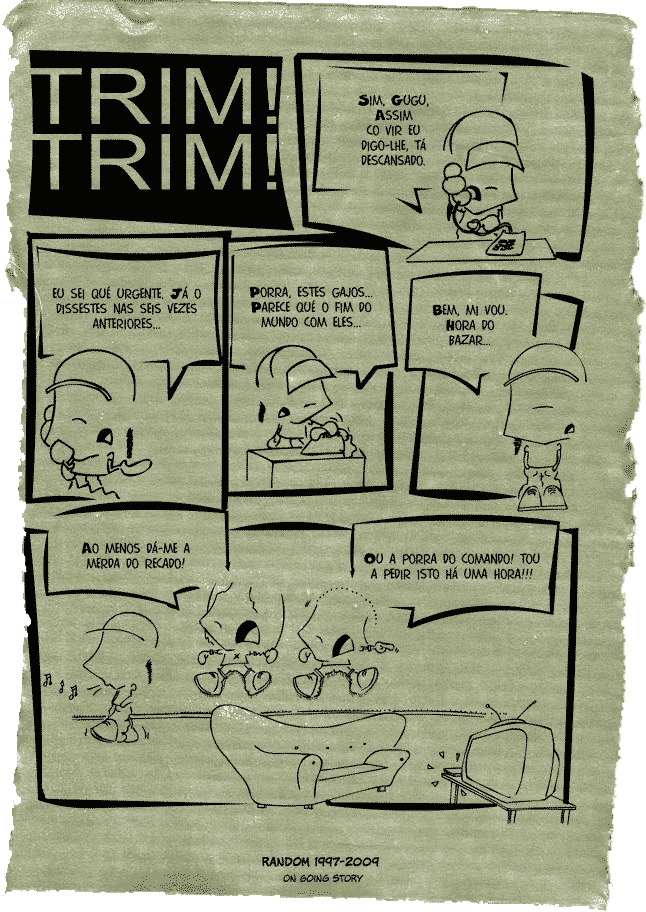 TRIM!
TRIM!
SIM, GUGU,
ASSIM
CO VIR EU
DIGO-LHE, TÁ
DESCANSADO.
EU SEI QUÉ URGENTE. JÁ O
DISSESTES NAS SEIS VEZES
ANTERIORES...
PORRA, ESTES GAJOS...
PARECE QUÉ O FIM DO
MUNDO COM ELES...
BEM, MI VOU.
HORA DO
BAZAR...
AO MENOS DÁ-ME A
MERDA DO RECADO!
OU A PORRA DO COMANDO! TOU
A PEDIR ISTO HÁ UMA HORA!!!
RANDOM 1997-2009
ON GOING STORY